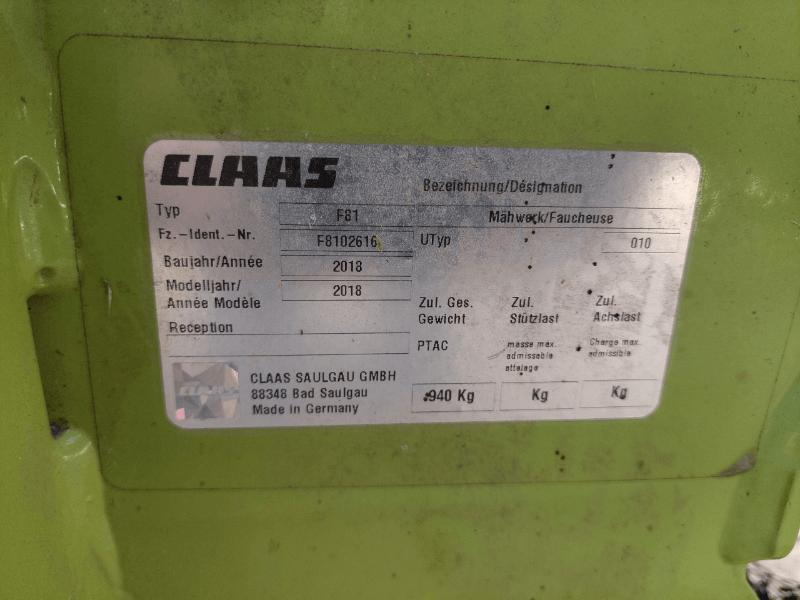 CLAAS
Bezeichnung/Désignation
Typ F81 Mähwerk/Faucheuse
Fz.-Ident.-Nr. F8102616 UTyp 010
Baujahr/Année 2018
Modelljahr/
Année Modèle 2018
Zul. Ges. Zul. Zul.
Gewicht Stützlast Achslast
Reception
PTAC masse max. Charge max.
admissable admissible
attelage
CLAAS
CLAAS SAULGAU GMBH
88348 Bad Saulgau
Made in Germany
940 Kg Kg Kg